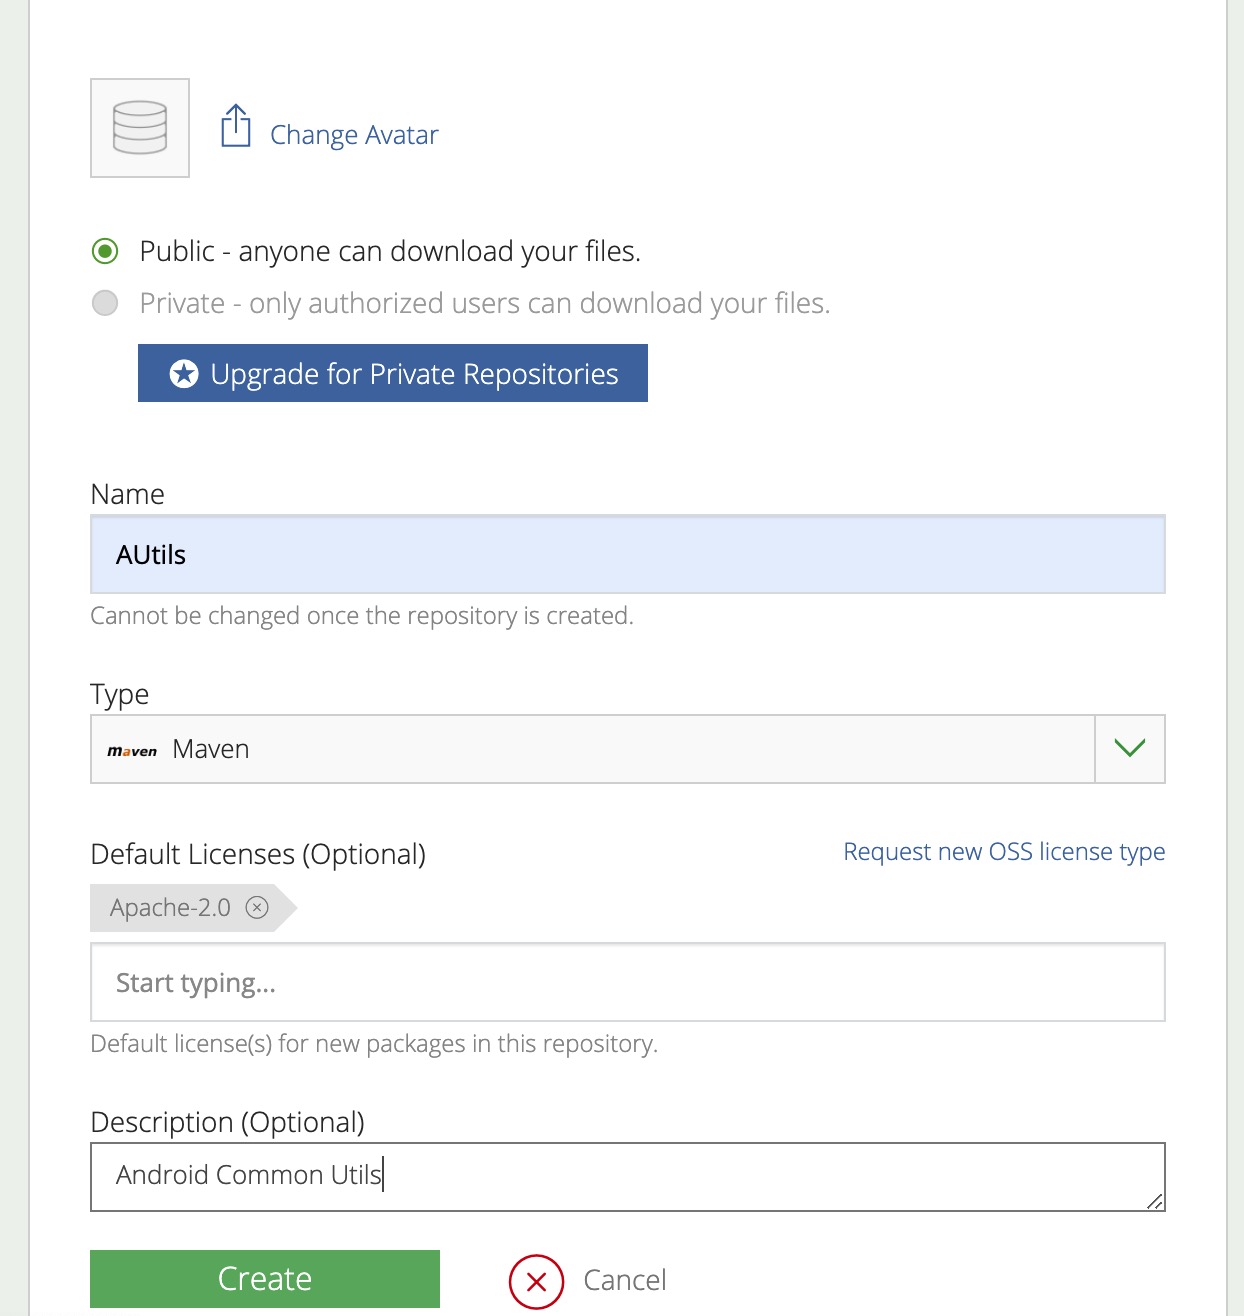 Change Avatar
Public - anyone can download your files.
Private - only authorized users can download your files.
Upgrade for Private Repositories
Name
AUtils
Cannot be changed once the repository is created.
Type
maven Maven
Default Licenses (Optional) Request new OSS license type
Apache-2.0
Start typing...
Default license(s) for new packages in this repository.
Description (Optional)
Android Common Utils
Create Cancel